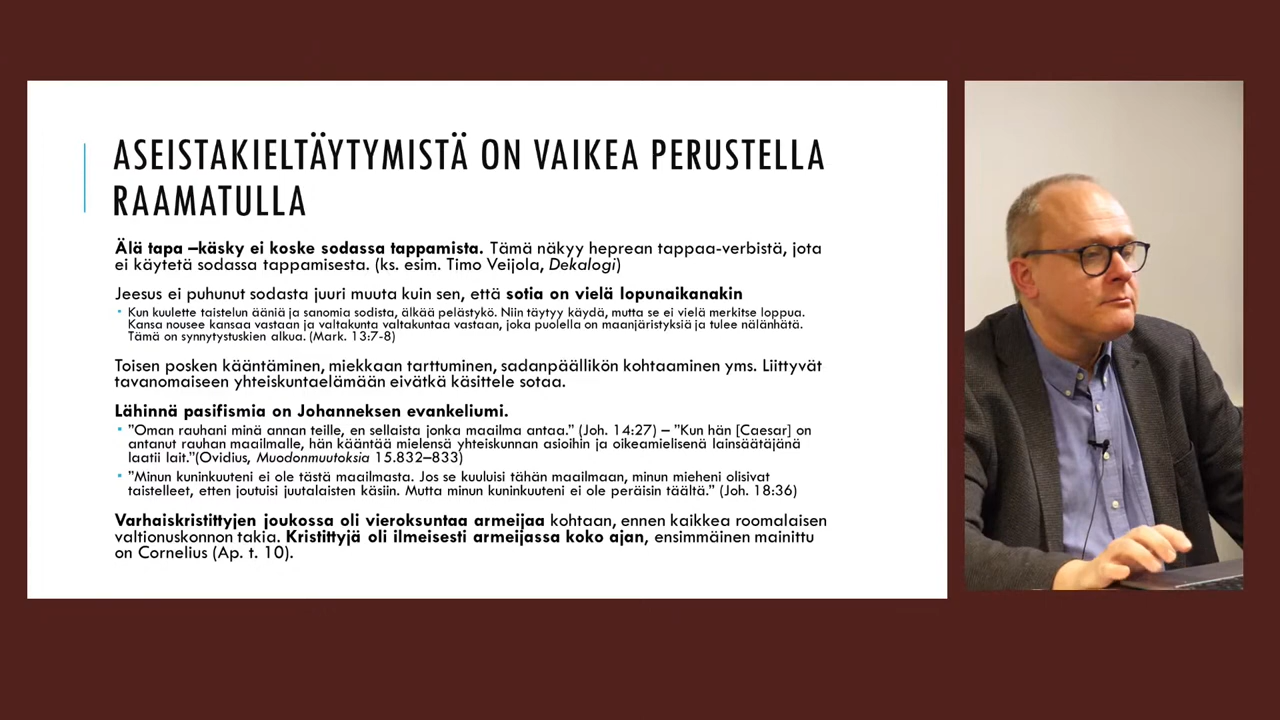 ASEISTAKIELTÄYTYMISTÄ ON VAIKEA PERUSTELLA
RAAMATULLA
Älä tapa –käsky ei koske sodassa tappamista. Tämä näkyy heprean tappaa-verbistä, jota
ei käytetä sodassa tappamisesta. (ks. esim. Timo Veijola, Dekalogi)
Jeesus ei puhunut sodasta juuri muuta kuin sen, että sotia on vielä lopunaikanakin
Kun kuulette taistelun ääniä ja sanomia sodista, älkää pelästykö. Niin täytyy käydä, mutta se ei vielä merkitse loppua.
Kansa nousee kansaa vastaan ja valtakunta valtakuntaa vastaan, joka puolella on maanjäristyksiä ja tulee nälänhätä.
Tämä on synnytystuskien alkua. (Mark. 13:7-8)
Toisen posken kääntäminen, miekkaan tarttuminen, sadanpäällikön kohtaaminen yms. Liittyvät
tavanomaiseen yhteiskuntaelämään eivätkä käsittele sotaa.
Lähinnä pasifismia on Johanneksen evankeliumi.
"Oman rauhani minä annan teille, en sellaista jonka maailma antaa." (Joh. 14:27) – "Kun hän [Caesar] on
antanut rauhan maailmalle, hän kääntää mielensä yhteiskunnan asioihin ja oikeamielisenä lainsäätäjänä
laatii lait."(Ovidius, Muodonmuutoksia 15.832–833)
"Minun kuninkuuteni ei ole tästä maailmasta. Jos se kuuluisi tähän maailmaan, minun mieheni olisivat
taistelleet, etten joutuisi juutalaisten käsiin. Mutta minun kuninkuuteni ei ole peräisin täältä." (Joh. 18:36)
Varhaiskristittyjen joukossa oli vieroksuntaa armeijaa kohtaan, ennen kaikkea roomalaisen
valtionuskonnon takia. Kristittyjä oli ilmeisesti armeijassa koko ajan, ensimmäinen mainittu
on Cornelius (Ap. t. 10).